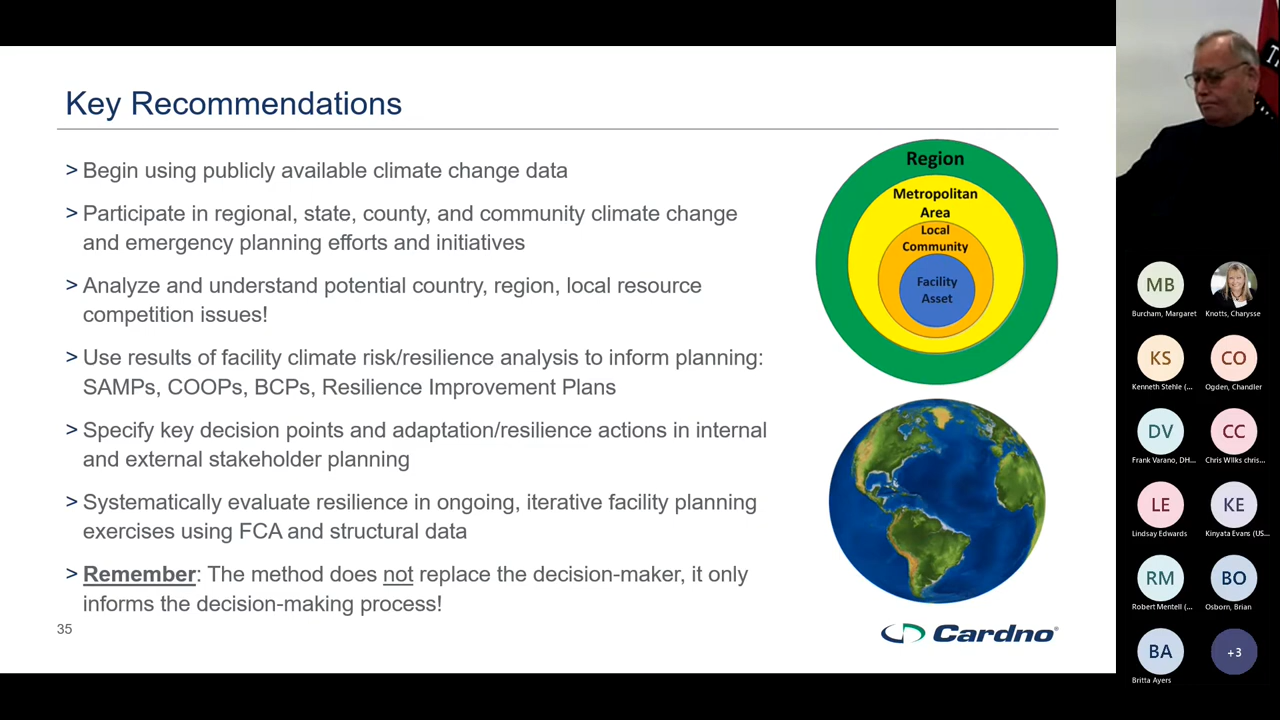 Key Recommendations
> Begin using publicly available climate change data
> Participate in regional, state, county, and community climate change
and emergency planning efforts and initiatives
> Analyze and understand potential country, region, local resource
competition issues!
> Use results of facility climate risk/resilience analysis to inform planning:
SAMPs, COOPs, BCPs, Resilience Improvement Plans
> Specify key decision points and adaptation/resilience actions in internal
and external stakeholder planning
> Systematically evaluate resilience in ongoing, iterative facility planning
exercises using FCA and structural data
> Remember: The method does not replace the decision-maker, it only
informs the decision-making process!
35
Region
Metropolitan
Area
Local
Community
Facility
Asset
Cardno®
MB
Burcham, Margaret
Knotts, Charysse
KS
Kenneth Stehle (...
CO
Ogden, Chandler
DV
Frank Varano, DH...
CC
Chris WIlks chris...
LE
Lindsay Edwards
KE
Kinyata Evans (US...
RM
Robert Mentell (...
BO
Osborn, Brian
BA
Britta Ayers
+3